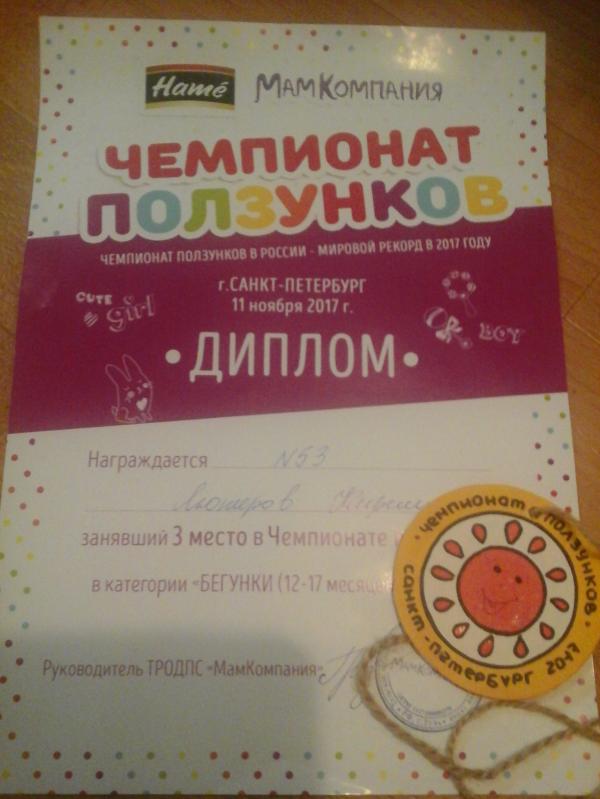 Hamé МамКомпания
ЧЕМПИОНАТ
ПОЛЗУНКОВ
ЧЕМПИОНАТ ПОЛЗУНКОВ В РОССИИ - МИРОВОЙ РЕКОРД В 2017 ГОДУ
г.САНКТ-ПЕТЕРБУРГ
11 ноября 2017 г.
CUTE girl
OK BOY
• ДИПЛОМ •
Награждается N53
занявший 3 место в Чемпионате
в категории «БЕГУНКИ (12-17
Руководитель ТРОДПС «МамКомпания»
ЧЕМПИОНАТ ПОЛЗУНКОВ • САНКТ-ПЕТЕРБУРГ 2017